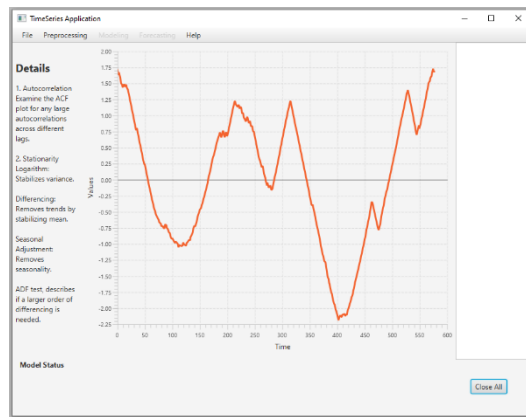 TimeSeries Application
File Preprocessing Modeling Forecasting Help
Details
1. Autocorrelation
Examine the ACF
plot for any large
autocorrelations
across different
lags.
2. Stationarity
Logarithm:
Stabilizes variance.
Differencing:
Removes trends by
stabilizing mean.
Seasonal
Adjustment:
Removes
seasonality.
ADF test, describes
if a larger order of
differencing is
needed.
Model Status
Values
2.00
1.75
1.50
1.25
1.00
0.75
0.50
0.25
0.00
-0.25
-0.50
-0.75
-1.00
-1.25
-1.50
-1.75
-2.00
-2.25
0 50 100 150 200 250 300 350 400 450 500 550 600
Time
Close All